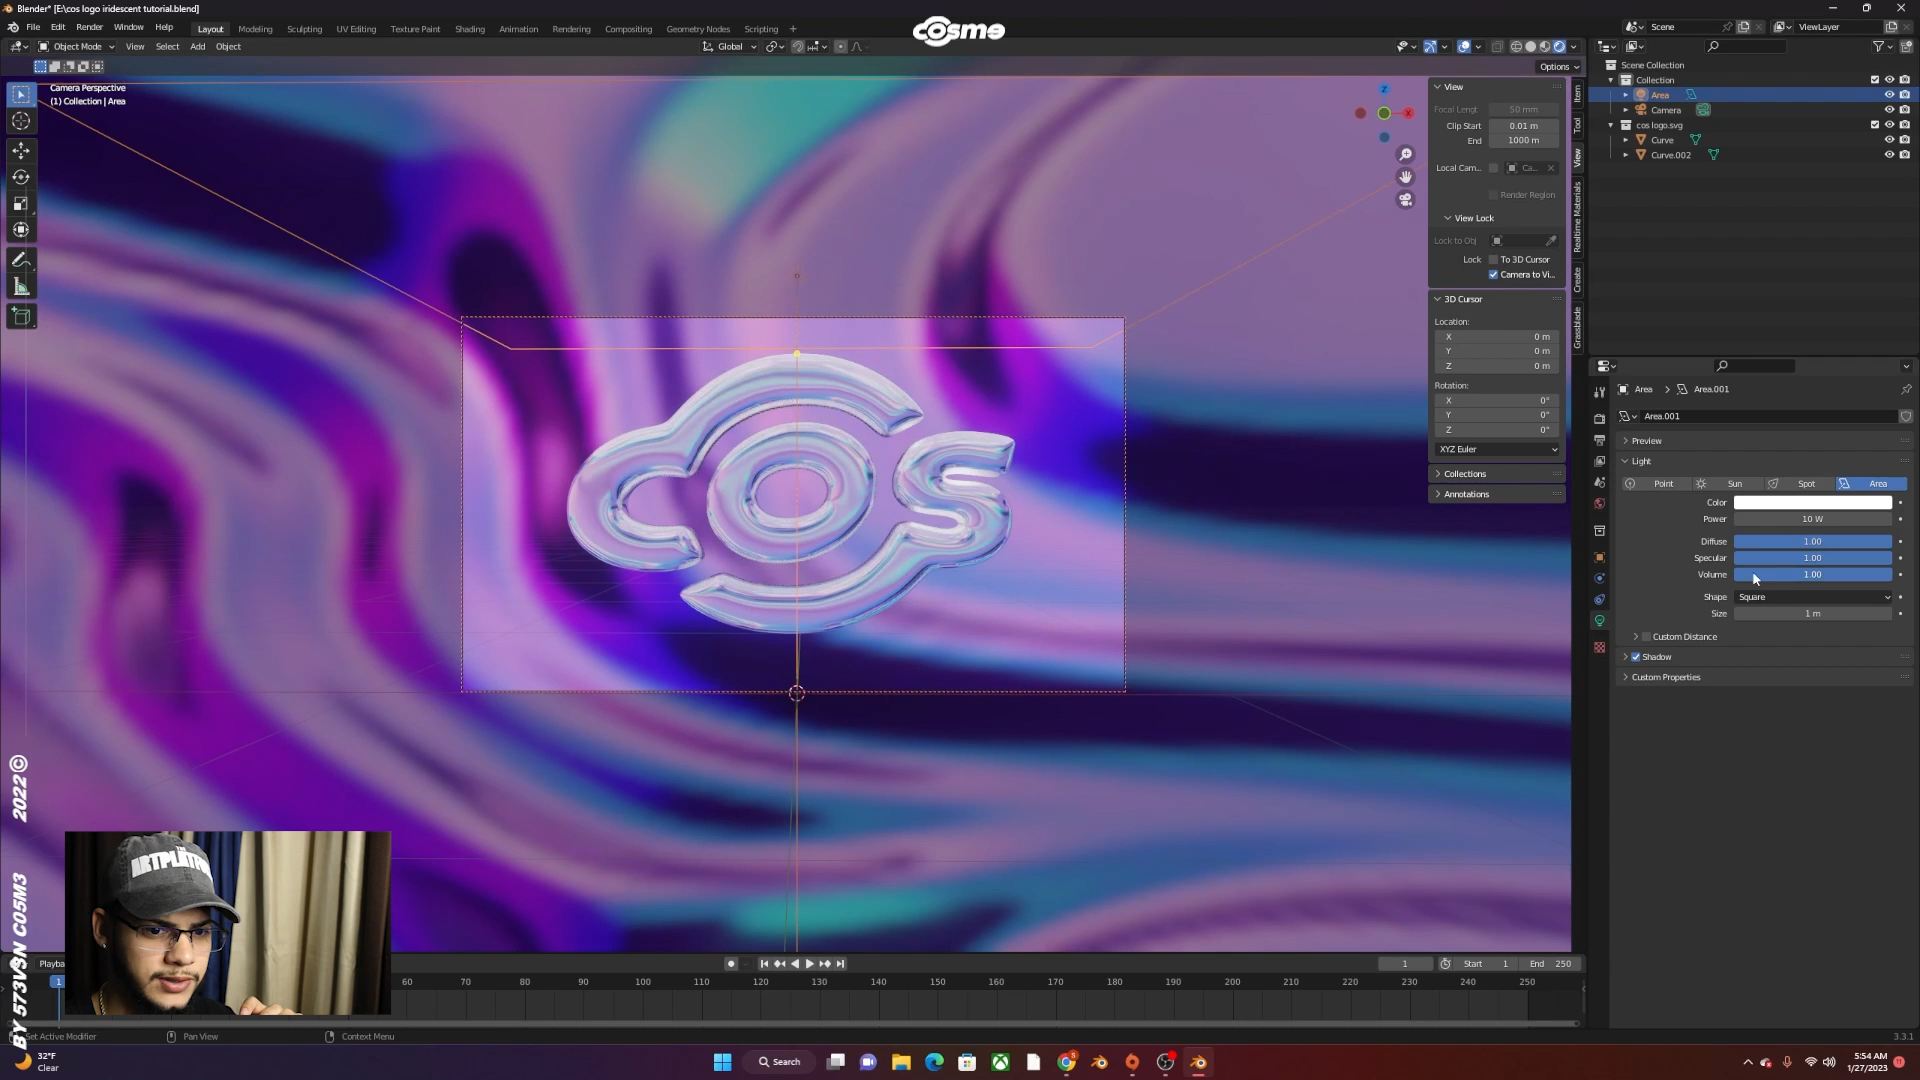 Blender* [E:\cos logo iridescent tutorial.blend]
File Edit Render Window Help
Layout Modeling Sculpting UV Editing Texture Paint Shading Animation Rendering Compositing Geometry Nodes Scripting +
cosm3
Scene
ViewLayer
Object Mode View Select Add Object
Global
Options
Camera Perspective
(1) Collection | Area
View
Focal Lengt 50 mm
Clip Start 0.01 m
End 1000 m
Local Cam... Ca...
Render Region
View Lock
Lock to Obj
Lock To 3D Cursor
Camera to Vi...
3D Cursor
Location:
X 0 m
Y 0 m
Z 0 m
Rotation:
X 0°
Y 0°
Z 0°
XYZ Euler
Collections
Annotations
Item
Tool
View
Realtime Materials
Create
Grassblade
Scene Collection
Collection
Area
Camera
cos logo.svg
Curve
Curve.002
Area > Area.001
Area.001
Preview
Light
Point Sun Spot Area
Color
Power 10 W
Diffuse 1.00
Specular 1.00
Volume 1.00
Shape Square
Size 1 m
Custom Distance
Shadow
Custom Properties
COS
BY 573V3N C05M3 2022©
ARTPLATFORM
Playba
1 Start 1 End 250
1 60 70 80 90 100 110 120 130 140 150 160 170 180 190 200 210 220 230 240 250
Set Active Modifier Pan View Context Menu
3.3.1
32°F
Clear
Search
5:54 AM
1/27/2023